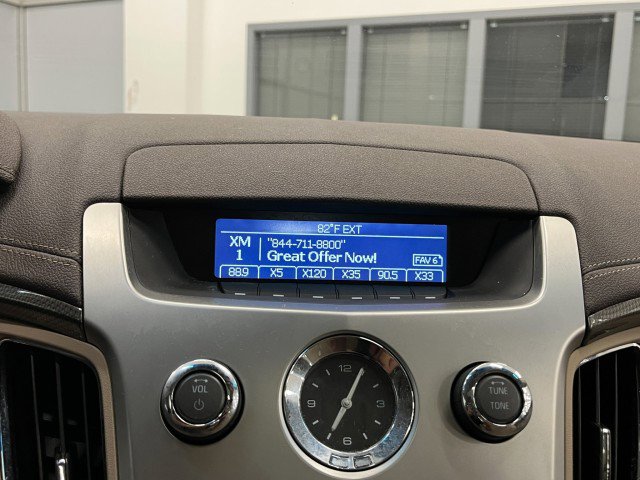 82°F EXT
XM
1
"844-711-8800"
Great Offer Now!
FAV 6
88.9 X5 X120 X35 90.5 X33
VOL
12
3
6
9
TUNE
TONE